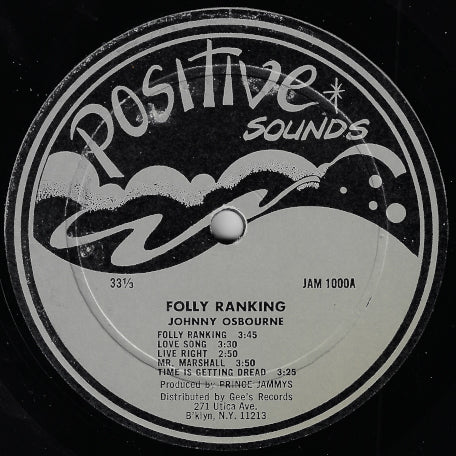 POSITIVE
SOUNDS
33⅓
JAM 1000A
FOLLY RANKING
JOHNNY OSBOURNE
FOLLY RANKING 3:45
LOVE SONG 3:30
LIVE RIGHT 2:50
MR. MARSHALL 3:50
TIME IS GETTING DREAD 3:25
Produced by PRINCE JAMMYS
Distributed by Gee's Records
271 Utica Ave.
B'klyn, N.Y. 11213